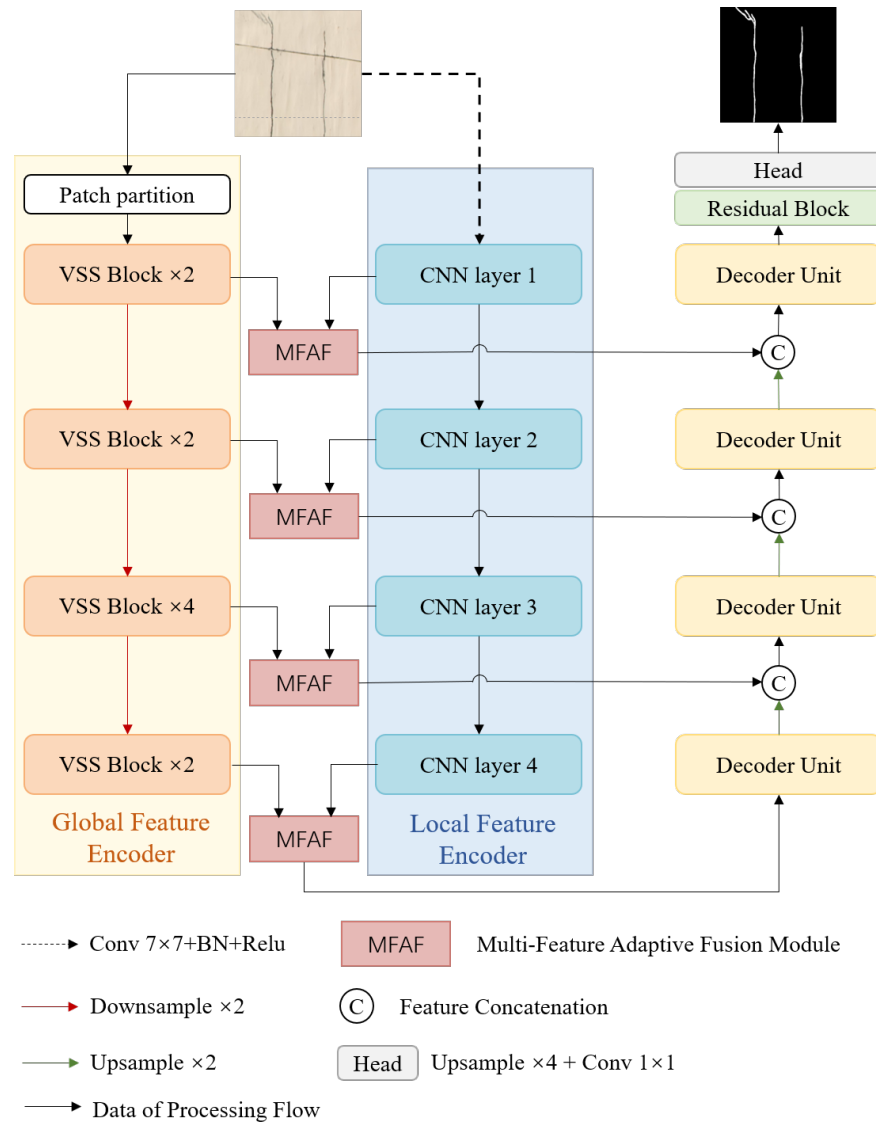 Patch partition
Head
Residual Block
VSS Block ×2
CNN layer 1
Decoder Unit
MFAF
C
VSS Block ×2
CNN layer 2
Decoder Unit
MFAF
C
VSS Block ×4
CNN layer 3
Decoder Unit
MFAF
C
VSS Block ×2
CNN layer 4
Decoder Unit
Global Feature
Encoder
MFAF
Local Feature
Encoder
Conv 7×7+BN+Relu
MFAF
Multi-Feature Adaptive Fusion Module
Downsample ×2
C
Feature Concatenation
Upsample ×2
Head
Upsample ×4 + Conv 1×1
Data of Processing Flow